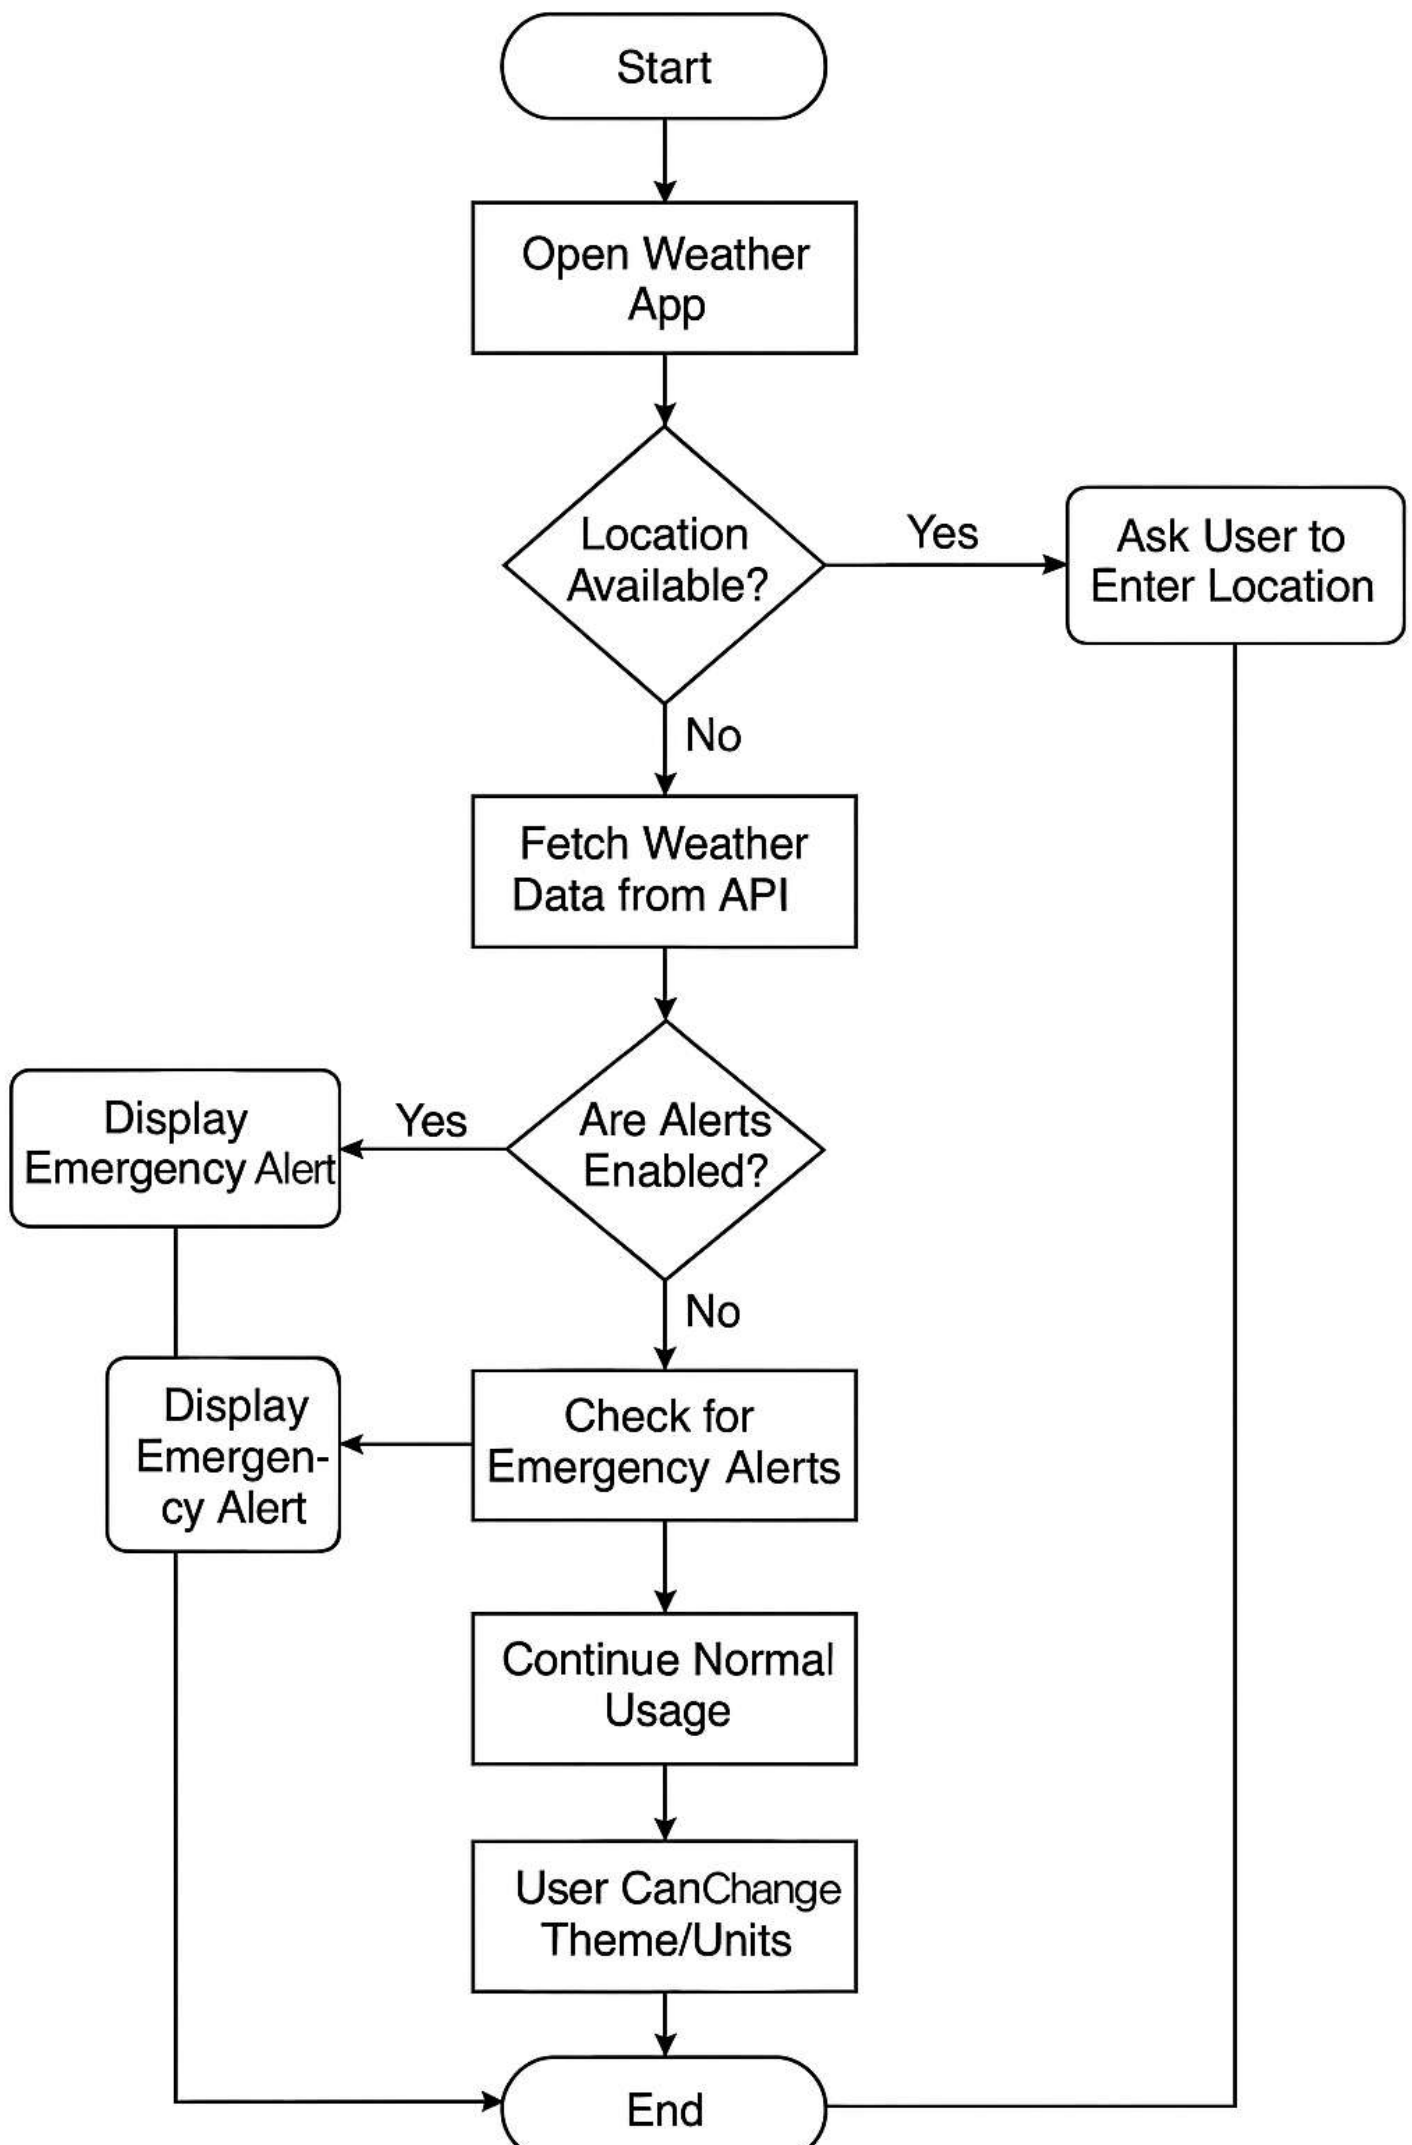 Start
Open Weather
App
Location
Available?
Yes
Ask User to
Enter Location
No
Fetch Weather
Data from API
Are Alerts
Enabled?
Yes
Display
Emergency Alert
No
Check for
Emergency Alerts
Display
Emergen-
cy Alert
Continue Normal
Usage
User CanChange
Theme/Units
End